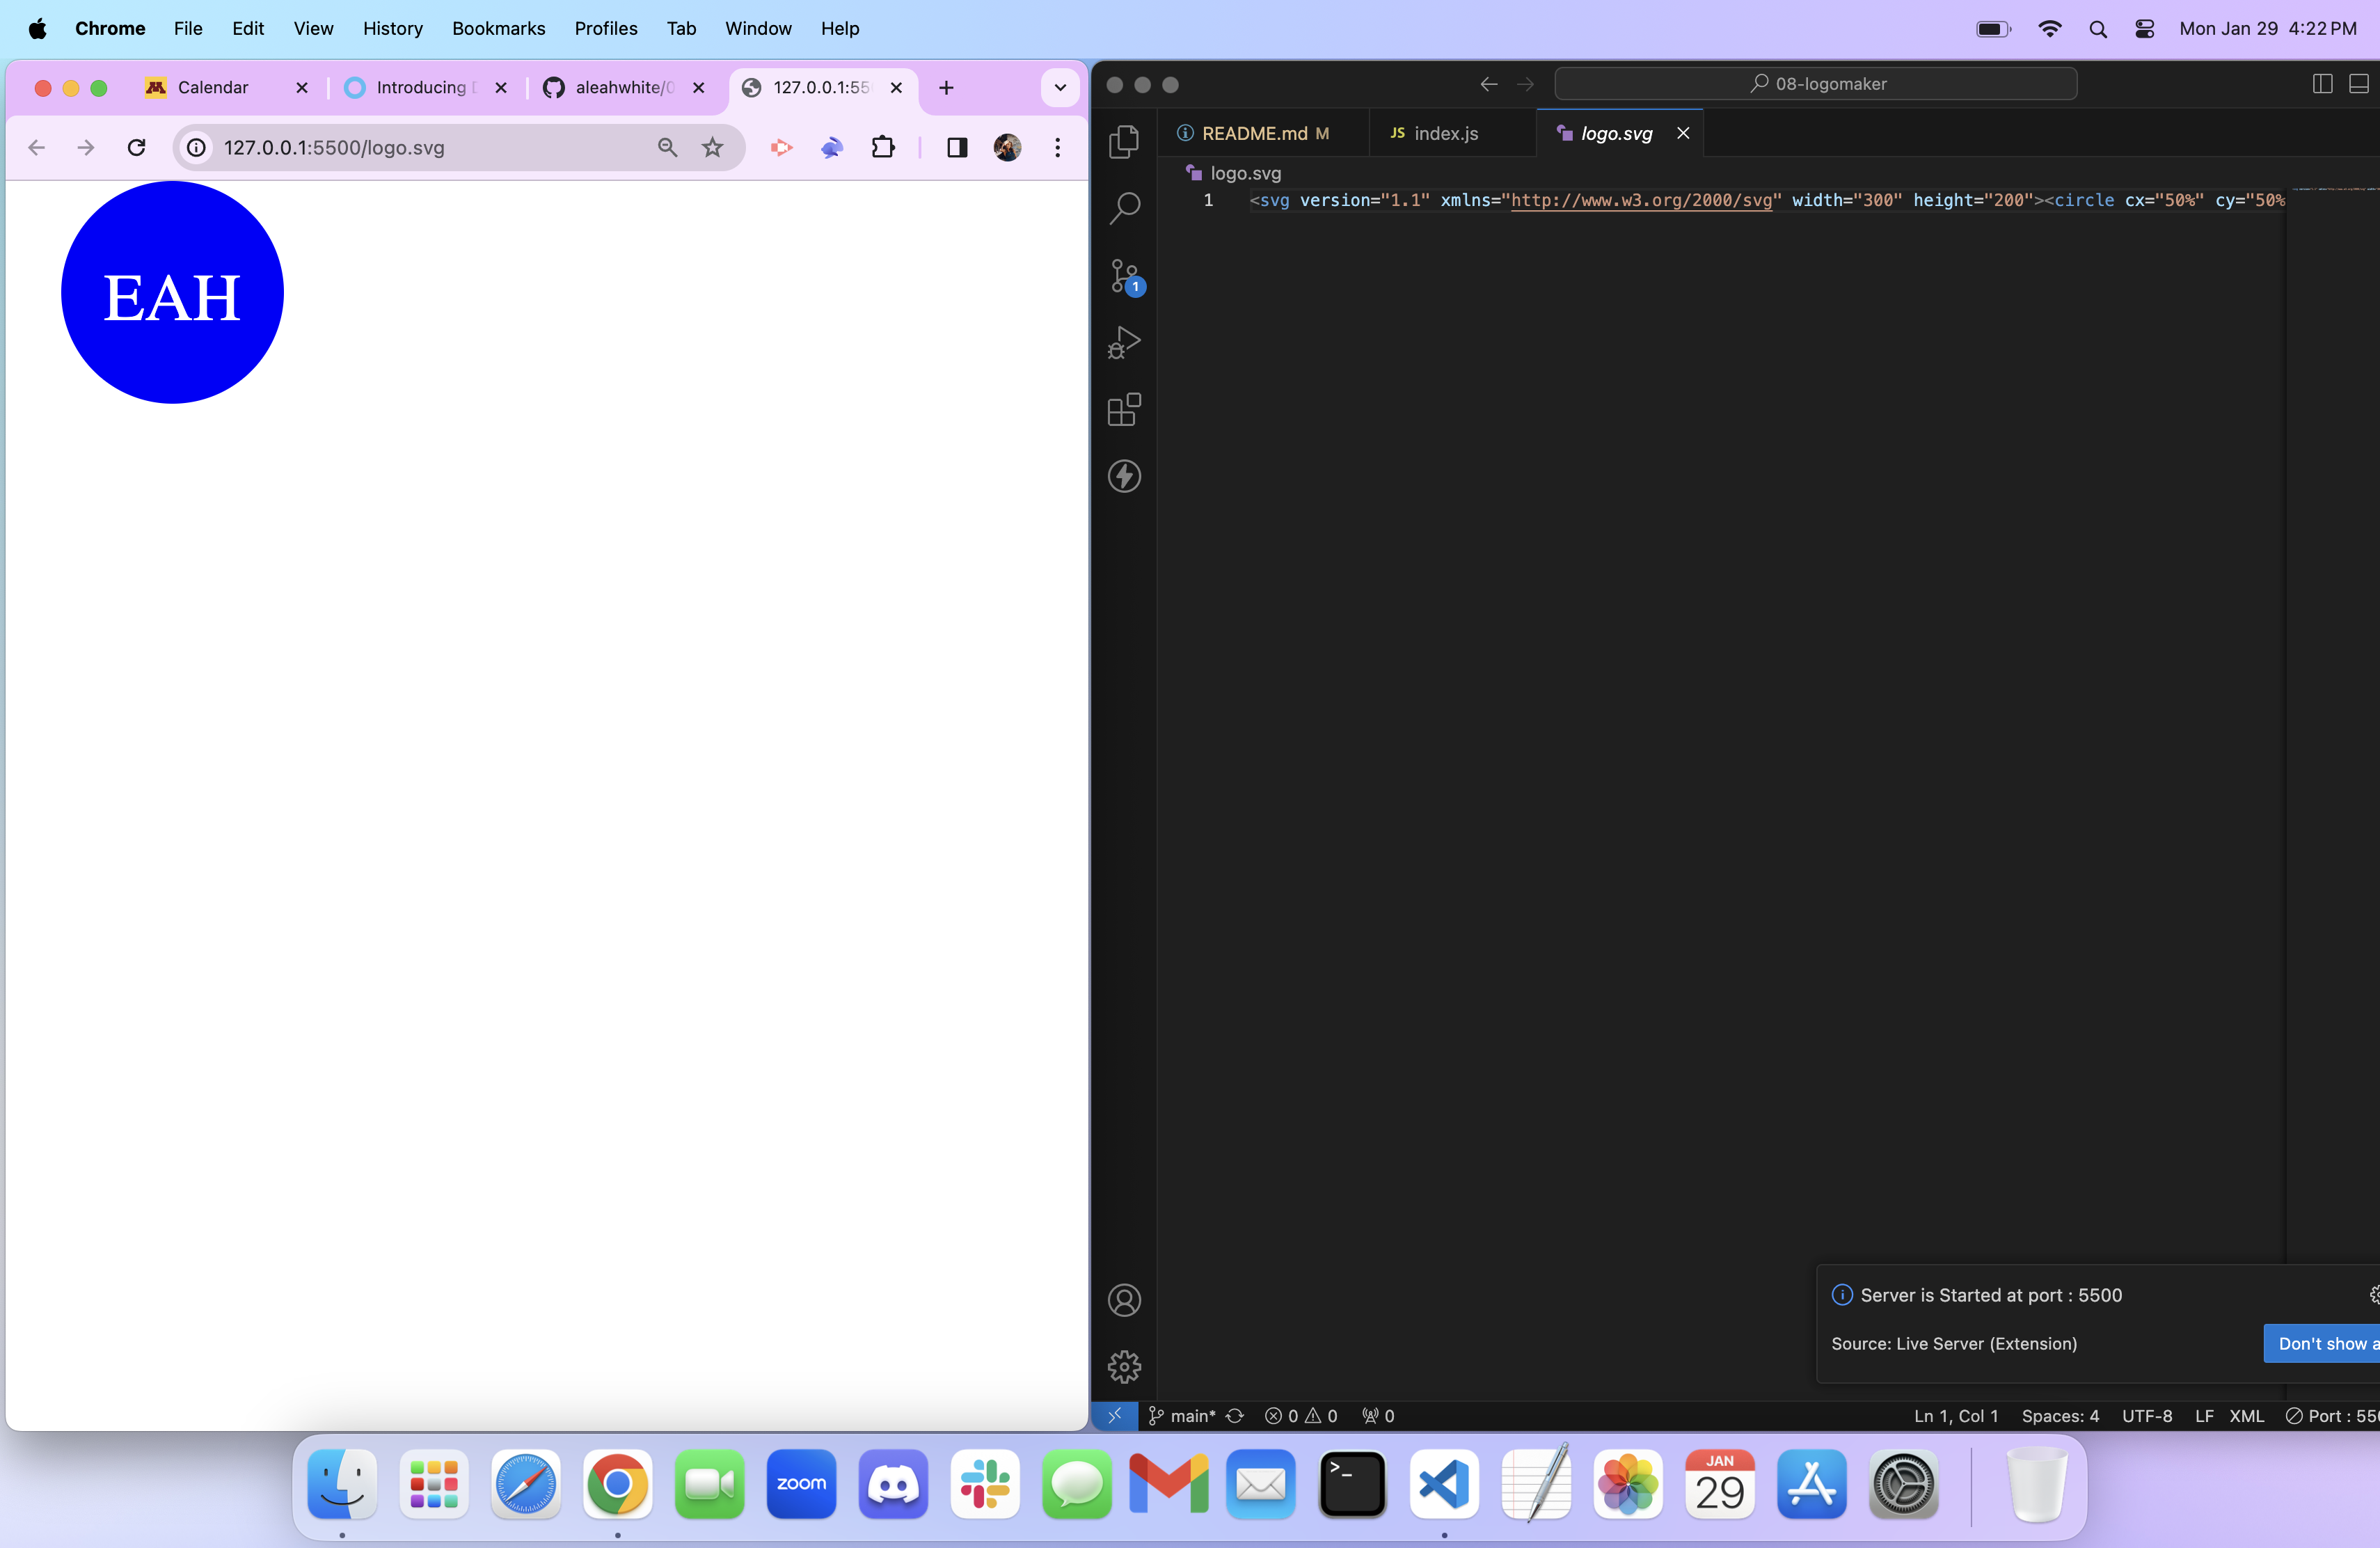 Chrome File Edit View History Bookmarks Profiles Tab Window Help Mon Jan 29 4:22 PM
Calendar Introducing aleahwhite/0 127.0.0.1:55
127.0.0.1:5500/logo.svg
EAH
08-logomaker
README.md M JS index.js logo.svg
logo.svg
1 <svg version="1.1" xmlns="http://www.w3.org/2000/svg" width="300" height="200"><circle cx="50%" cy="50%
1
Server is Started at port : 5500
Source: Live Server (Extension) Don't show a
main* 0 0 0 Ln 1, Col 1 Spaces: 4 UTF-8 LF XML Port : 550
zoom
>_
JAN
29